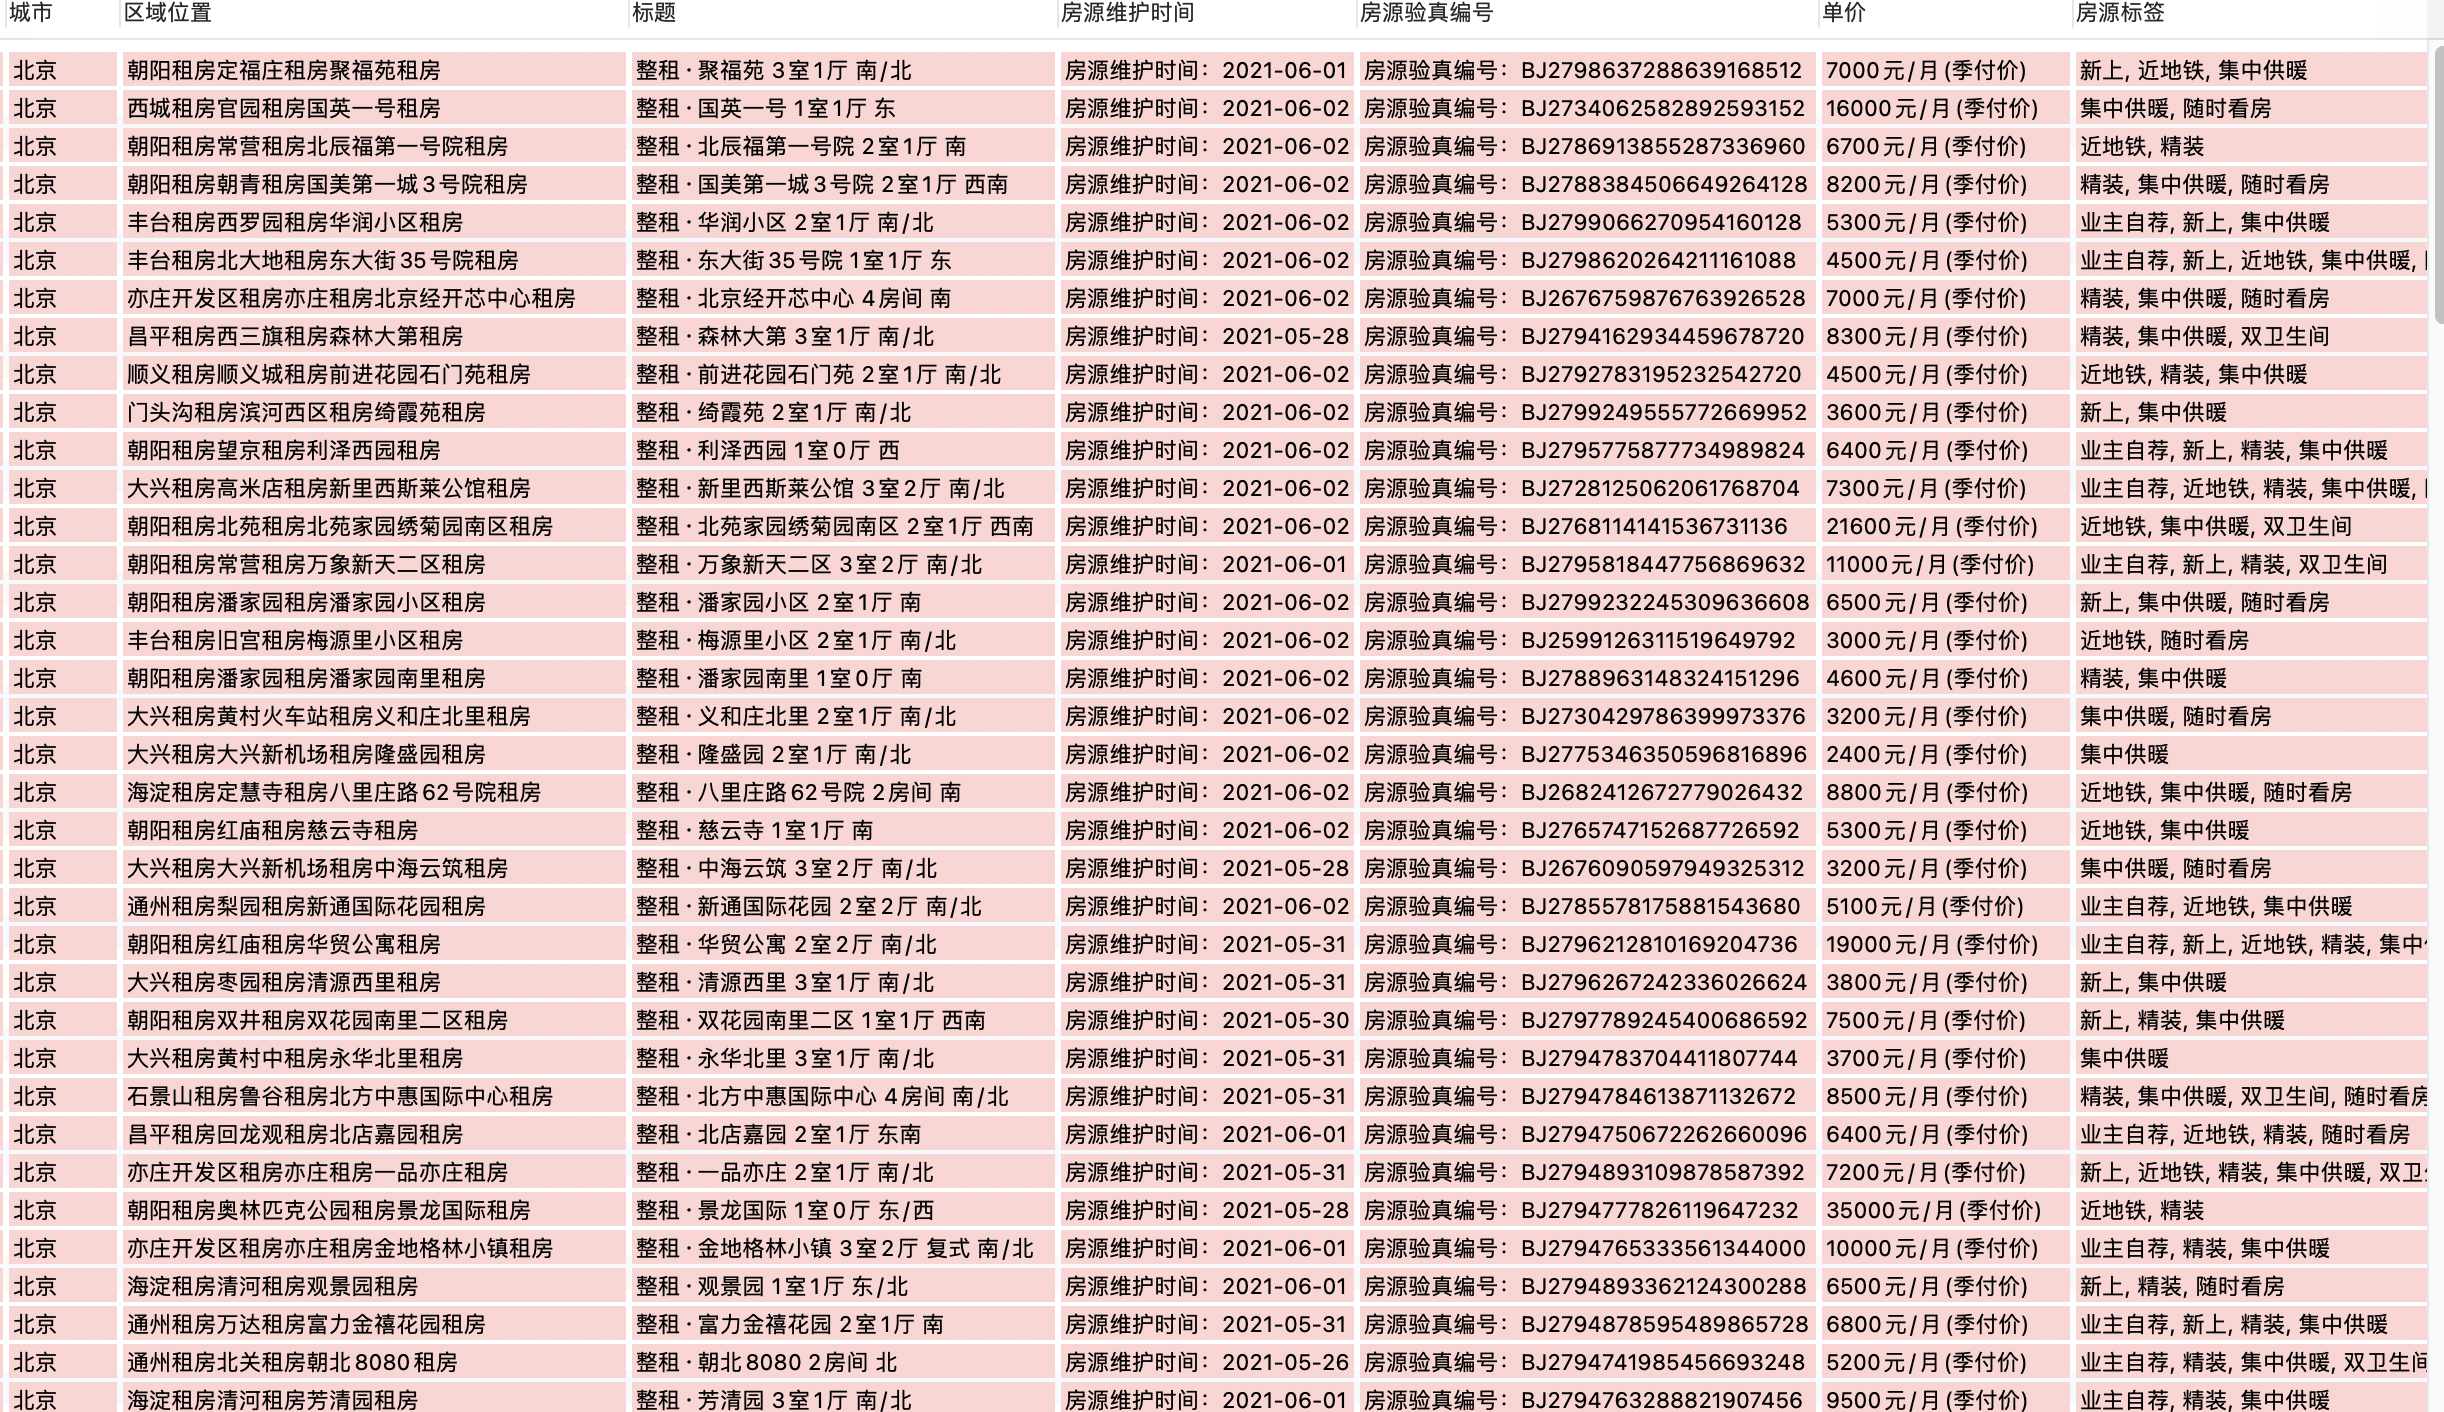 城市 区域位置 标题 房源维护时间 房源验真编号 单价 房源标签
北京 朝阳租房定福庄租房聚福苑租房 整租·聚福苑 3室1厅 南/北 房源维护时间：2021-06-01 房源验真编号：BJ2798637288639168512 7000元/月(季付价) 新上, 近地铁, 集中供暖
北京 西城租房官园租房国英一号租房 整租·国英一号 1室1厅 东 房源维护时间：2021-06-02 房源验真编号：BJ2734062582892593152 16000元/月(季付价) 集中供暖, 随时看房
北京 朝阳租房常营租房北辰福第一号院租房 整租·北辰福第一号院 2室1厅 南 房源维护时间：2021-06-02 房源验真编号：BJ2786913855287336960 6700元/月(季付价) 近地铁, 精装
北京 朝阳租房朝青租房国美第一城3号院租房 整租·国美第一城3号院 2室1厅 西南 房源维护时间：2021-06-02 房源验真编号：BJ2788384506649264128 8200元/月(季付价) 精装, 集中供暖, 随时看房
北京 丰台租房西罗园租房华润小区租房 整租·华润小区 2室1厅 南/北 房源维护时间：2021-06-02 房源验真编号：BJ2799066270954160128 5300元/月(季付价) 业主自荐, 新上, 集中供暖
北京 丰台租房北大地租房东大街35号院租房 整租·东大街35号院 1室1厅 东 房源维护时间：2021-06-02 房源验真编号：BJ2798620264211161088 4500元/月(季付价) 业主自荐, 新上, 近地铁, 集中供暖,
北京 亦庄开发区租房亦庄租房北京经开芯中心租房 整租·北京经开芯中心 4房间 南 房源维护时间：2021-06-02 房源验真编号：BJ2676759876763926528 7000元/月(季付价) 精装, 集中供暖, 随时看房
北京 昌平租房西三旗租房森林大第租房 整租·森林大第 3室1厅 南/北 房源维护时间：2021-05-28 房源验真编号：BJ2794162934459678720 8300元/月(季付价) 精装, 集中供暖, 双卫生间
北京 顺义租房顺义城租房前进花园石门苑租房 整租·前进花园石门苑 2室1厅 南/北 房源维护时间：2021-06-02 房源验真编号：BJ2792783195232542720 4500元/月(季付价) 近地铁, 精装, 集中供暖
北京 门头沟租房滨河西区租房绮霞苑租房 整租·绮霞苑 2室1厅 南/北 房源维护时间：2021-06-02 房源验真编号：BJ2799249555772669952 3600元/月(季付价) 新上, 集中供暖
北京 朝阳租房望京租房利泽西园租房 整租·利泽西园 1室0厅 西 房源维护时间：2021-06-02 房源验真编号：BJ2795775877734989824 6400元/月(季付价) 业主自荐, 新上, 精装, 集中供暖
北京 大兴租房高米店租房新里西斯莱公馆租房 整租·新里西斯莱公馆 3室2厅 南/北 房源维护时间：2021-06-02 房源验真编号：BJ2728125062061768704 7300元/月(季付价) 业主自荐, 近地铁, 精装, 集中供暖,
北京 朝阳租房北苑租房北苑家园绣菊园南区租房 整租·北苑家园绣菊园南区 2室1厅 西南 房源维护时间：2021-06-02 房源验真编号：BJ2768114141536731136 21600元/月(季付价) 近地铁, 集中供暖, 双卫生间
北京 朝阳租房常营租房万象新天二区租房 整租·万象新天二区 3室2厅 南/北 房源维护时间：2021-06-01 房源验真编号：BJ2795818447756869632 11000元/月(季付价) 业主自荐, 新上, 精装, 双卫生间
北京 朝阳租房潘家园租房潘家园小区租房 整租·潘家园小区 2室1厅 南 房源维护时间：2021-06-02 房源验真编号：BJ2799232245309636608 6500元/月(季付价) 新上, 集中供暖, 随时看房
北京 丰台租房旧宫租房梅源里小区租房 整租·梅源里小区 2室1厅 南/北 房源维护时间：2021-06-02 房源验真编号：BJ2599126311519649792 3000元/月(季付价) 近地铁, 随时看房
北京 朝阳租房潘家园租房潘家园南里租房 整租·潘家园南里 1室0厅 南 房源维护时间：2021-06-02 房源验真编号：BJ2788963148324151296 4600元/月(季付价) 精装, 集中供暖
北京 大兴租房黄村火车站租房义和庄北里租房 整租·义和庄北里 2室1厅 南/北 房源维护时间：2021-06-02 房源验真编号：BJ2730429786399973376 3200元/月(季付价) 集中供暖, 随时看房
北京 大兴租房大兴新机场租房隆盛园租房 整租·隆盛园 2室1厅 南/北 房源维护时间：2021-06-02 房源验真编号：BJ2775346350596816896 2400元/月(季付价) 集中供暖
北京 海淀租房定慧寺租房八里庄路62号院租房 整租·八里庄路62号院 2房间 南 房源维护时间：2021-06-02 房源验真编号：BJ2682412672779026432 8800元/月(季付价) 近地铁, 集中供暖, 随时看房
北京 朝阳租房红庙租房慈云寺租房 整租·慈云寺 1室1厅 南 房源维护时间：2021-06-02 房源验真编号：BJ2765747152687726592 5300元/月(季付价) 近地铁, 集中供暖
北京 大兴租房大兴新机场租房中海云筑租房 整租·中海云筑 3室2厅 南/北 房源维护时间：2021-05-28 房源验真编号：BJ2676090597949325312 3200元/月(季付价) 集中供暖, 随时看房
北京 通州租房梨园租房新通国际花园租房 整租·新通国际花园 2室2厅 南/北 房源维护时间：2021-06-02 房源验真编号：BJ2785578175881543680 5100元/月(季付价) 业主自荐, 近地铁, 集中供暖
北京 朝阳租房红庙租房华贸公寓租房 整租·华贸公寓 2室2厅 南/北 房源维护时间：2021-05-31 房源验真编号：BJ2796212810169204736 19000元/月(季付价) 业主自荐, 新上, 近地铁, 精装, 集中
北京 大兴租房枣园租房清源西里租房 整租·清源西里 3室1厅 南/北 房源维护时间：2021-05-31 房源验真编号：BJ2796267242336026624 3800元/月(季付价) 新上, 集中供暖
北京 朝阳租房双井租房双花园南里二区租房 整租·双花园南里二区 1室1厅 西南 房源维护时间：2021-05-30 房源验真编号：BJ2797789245400686592 7500元/月(季付价) 新上, 精装, 集中供暖
北京 大兴租房黄村中租房永华北里租房 整租·永华北里 3室1厅 南/北 房源维护时间：2021-05-31 房源验真编号：BJ2794783704411807744 3700元/月(季付价) 集中供暖
北京 石景山租房鲁谷租房北方中惠国际中心租房 整租·北方中惠国际中心 4房间 南/北 房源维护时间：2021-05-31 房源验真编号：BJ2794784613871132672 8500元/月(季付价) 精装, 集中供暖, 双卫生间, 随时看房
北京 昌平租房回龙观租房北店嘉园租房 整租·北店嘉园 2室1厅 东南 房源维护时间：2021-06-01 房源验真编号：BJ2794750672262660096 6400元/月(季付价) 业主自荐, 近地铁, 精装, 随时看房
北京 亦庄开发区租房亦庄租房一品亦庄租房 整租·一品亦庄 2室1厅 南/北 房源维护时间：2021-05-31 房源验真编号：BJ2794893109878587392 7200元/月(季付价) 新上, 近地铁, 精装, 集中供暖, 双卫
北京 朝阳租房奥林匹克公园租房景龙国际租房 整租·景龙国际 1室0厅 东/西 房源维护时间：2021-05-28 房源验真编号：BJ2794777826119647232 35000元/月(季付价) 近地铁, 精装
北京 亦庄开发区租房亦庄租房金地格林小镇租房 整租·金地格林小镇 3室2厅 复式 南/北 房源维护时间：2021-06-01 房源验真编号：BJ2794765333561344000 10000元/月(季付价) 业主自荐, 精装, 集中供暖
北京 海淀租房清河租房观景园租房 整租·观景园 1室1厅 东/北 房源维护时间：2021-06-01 房源验真编号：BJ2794893362124300288 6500元/月(季付价) 新上, 精装, 随时看房
北京 通州租房万达租房富力金禧花园租房 整租·富力金禧花园 2室1厅 南 房源维护时间：2021-05-31 房源验真编号：BJ2794878595489865728 6800元/月(季付价) 业主自荐, 新上, 精装, 集中供暖
北京 通州租房北关租房朝北8080租房 整租·朝北8080 2房间 北 房源维护时间：2021-05-26 房源验真编号：BJ2794741985456693248 5200元/月(季付价) 业主自荐, 精装, 集中供暖, 双卫生间
北京 海淀租房清河租房芳清园租房 整租·芳清园 3室1厅 南/北 房源维护时间：2021-06-01 房源验真编号：BJ2794763288821907456 9500元/月(季付价) 业主自荐, 精装, 集中供暖